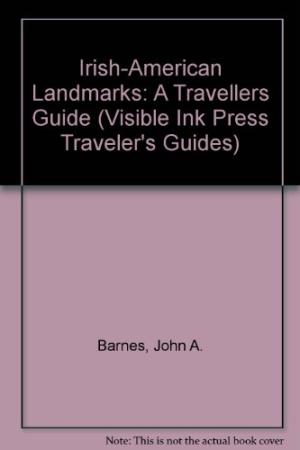 Irish-American
Landmarks: A Travellers
Guide (Visible Ink Press
Traveler's Guides)
Barnes, John A.
Note: This is not the actual book cover